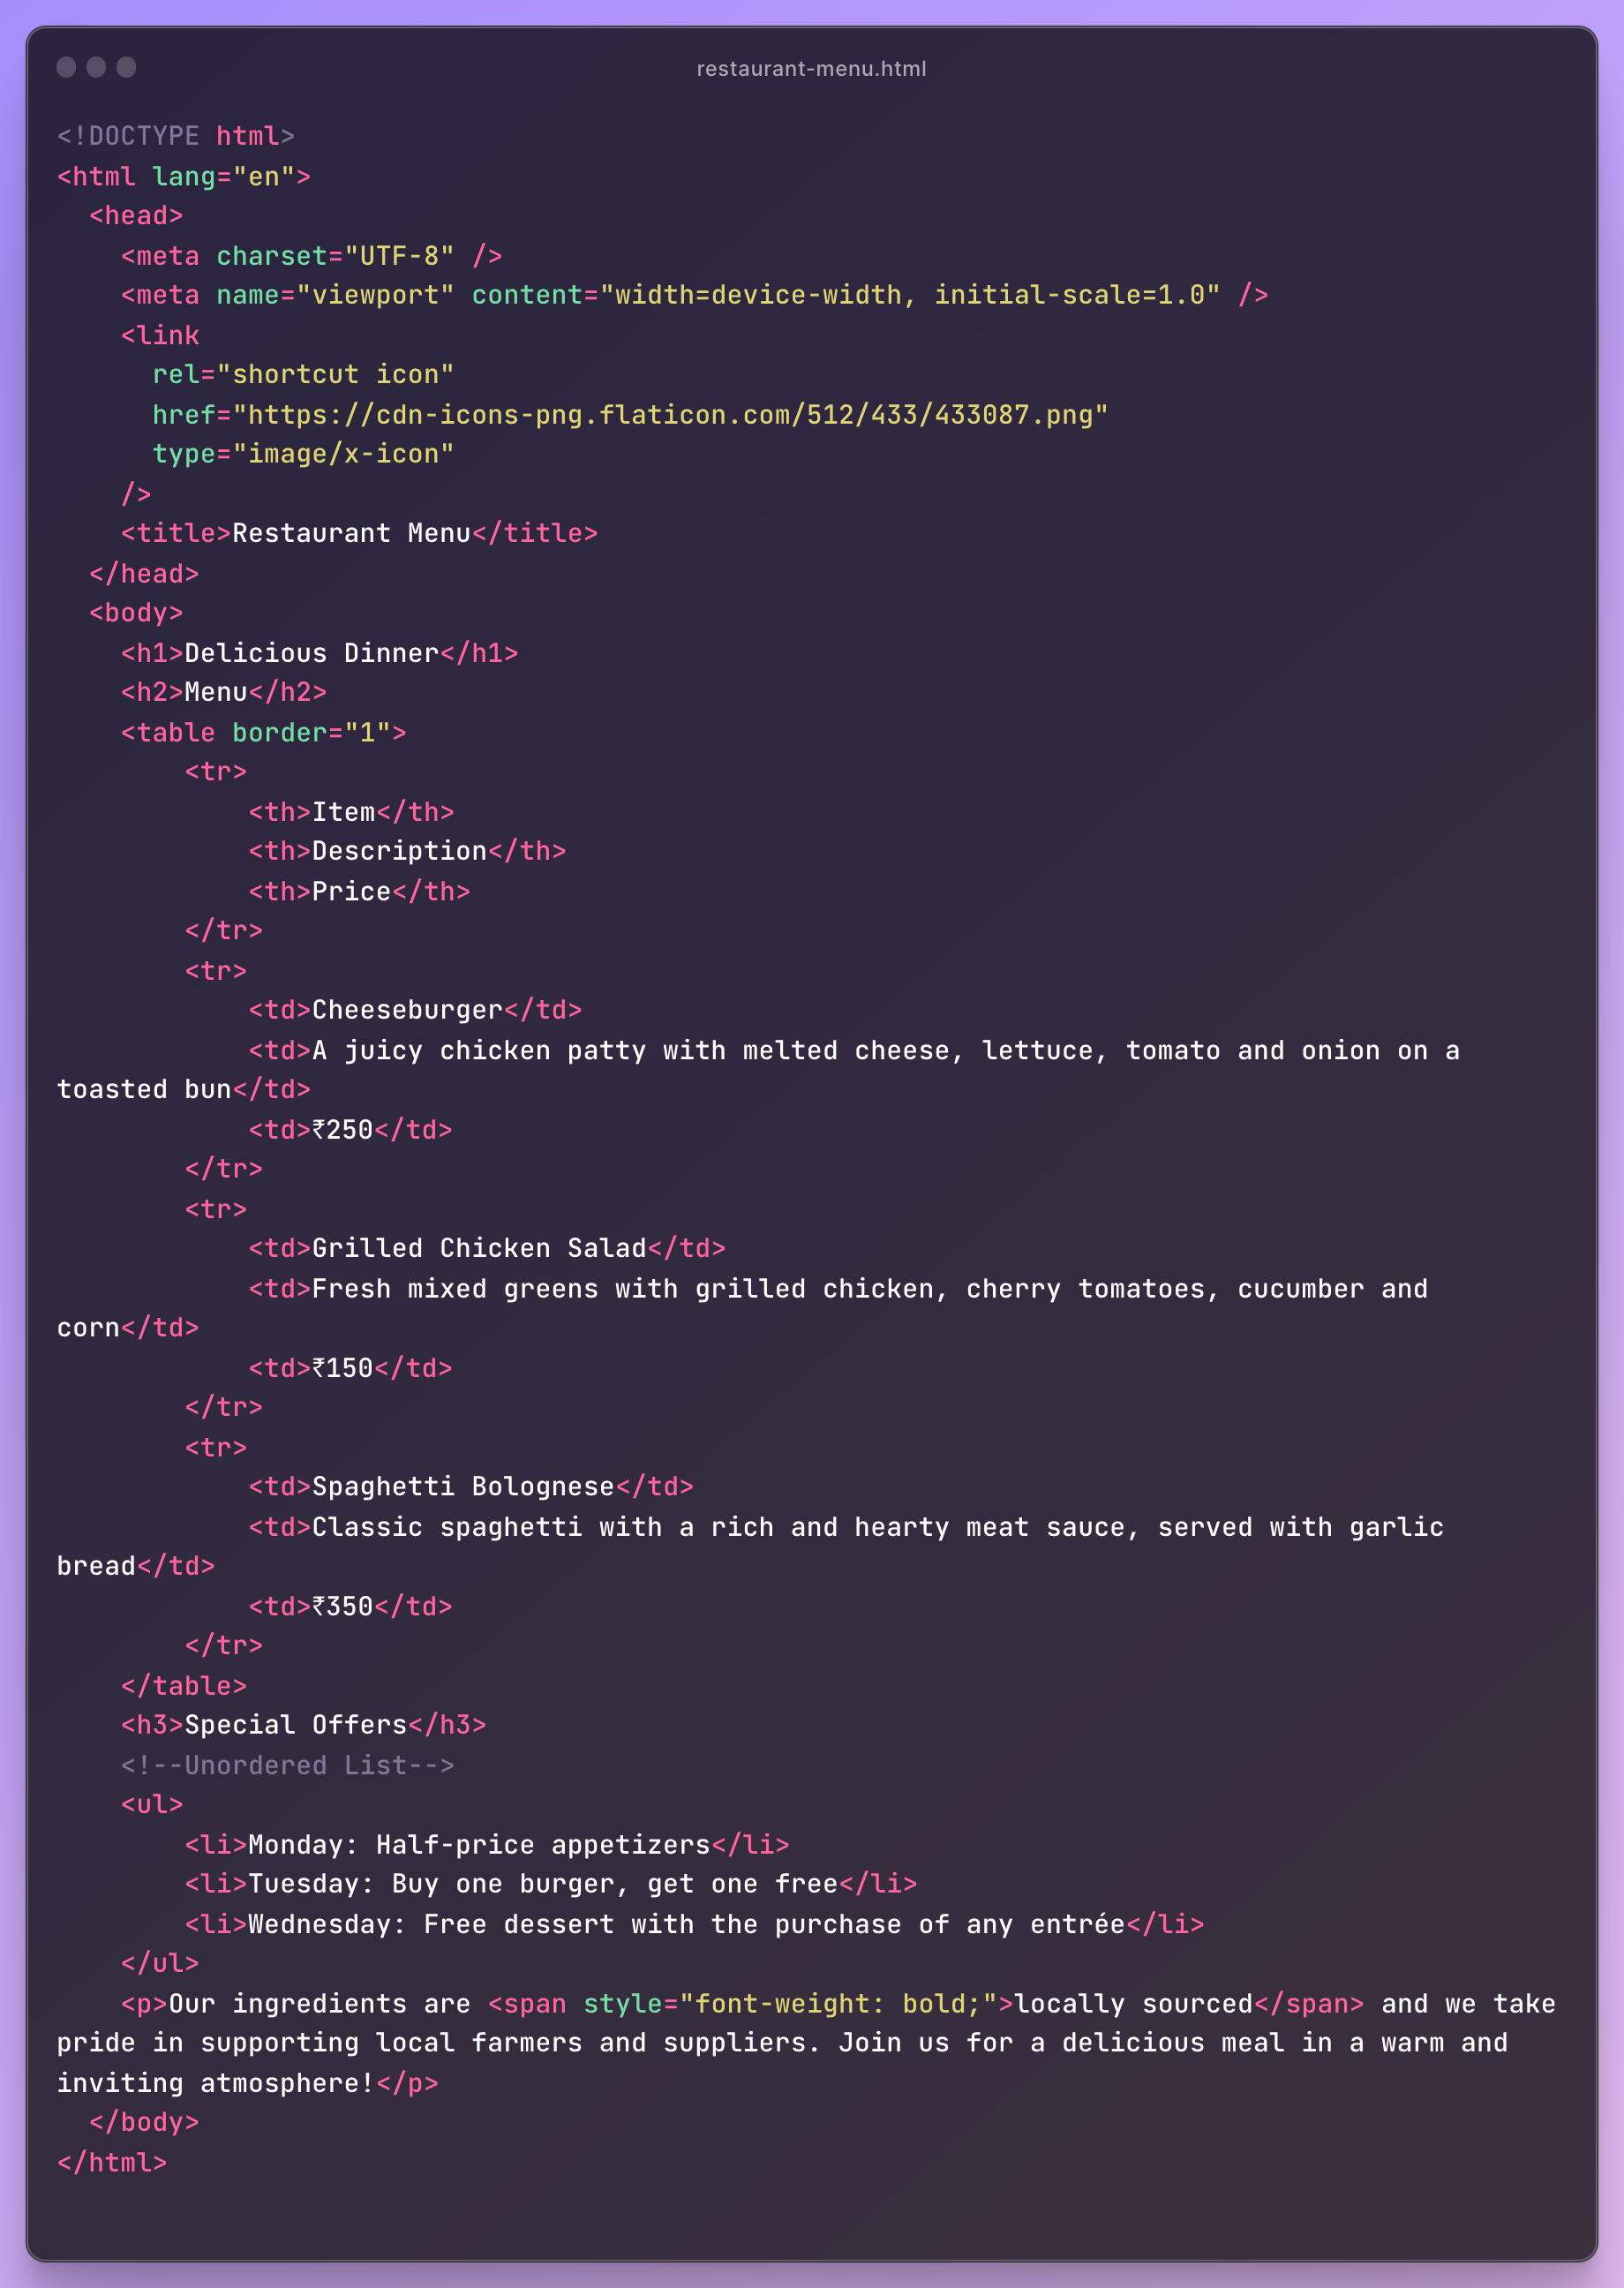 restaurant-menu.html
<!DOCTYPE html>
<html lang="en">
  <head>
    <meta charset="UTF-8" />
    <meta name="viewport" content="width=device-width, initial-scale=1.0" />
    <link
      rel="shortcut icon"
      href="https://cdn-icons-png.flaticon.com/512/433/433087.png"
      type="image/x-icon"
    />
    <title>Restaurant Menu</title>
  </head>
  <body>
    <h1>Delicious Dinner</h1>
    <h2>Menu</h2>
    <table border="1">
        <tr>
            <th>Item</th>
            <th>Description</th>
            <th>Price</th>
        </tr>
        <tr>
            <td>Cheeseburger</td>
            <td>A juicy chicken patty with melted cheese, lettuce, tomato and onion on a
toasted bun</td>
            <td>₹250</td>
        </tr>
        <tr>
            <td>Grilled Chicken Salad</td>
            <td>Fresh mixed greens with grilled chicken, cherry tomatoes, cucumber and
corn</td>
            <td>₹150</td>
        </tr>
        <tr>
            <td>Spaghetti Bolognese</td>
            <td>Classic spaghetti with a rich and hearty meat sauce, served with garlic
bread</td>
            <td>₹350</td>
        </tr>
    </table>
    <h3>Special Offers</h3>
    <!--Unordered List-->
    <ul>
        <li>Monday: Half-price appetizers</li>
        <li>Tuesday: Buy one burger, get one free</li>
        <li>Wednesday: Free dessert with the purchase of any entrée</li>
    </ul>
    <p>Our ingredients are <span style="font-weight: bold;">locally sourced</span> and we take
pride in supporting local farmers and suppliers. Join us for a delicious meal in a warm and
inviting atmosphere!</p>
  </body>
</html>